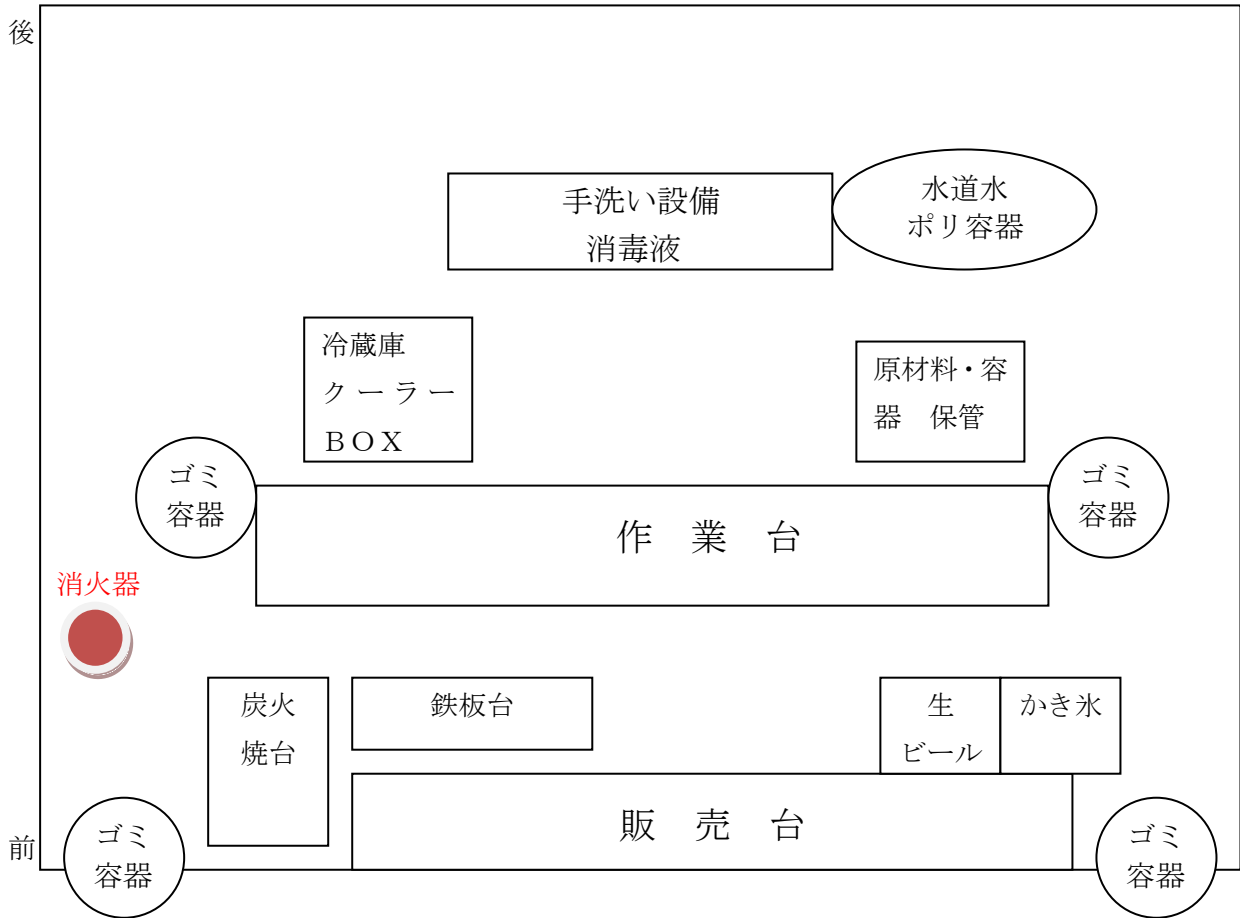 後
手洗い設備
消毒液
水道水
ポリ容器
冷蔵庫
クーラー
ＢＯＸ
原材料・容
器　保管
ゴミ
容器
作　業　台
ゴミ
容器
消火器
炭火
焼台
鉄板台
生
ビール
かき氷
販　売　台
前
ゴミ
容器
ゴミ
容器